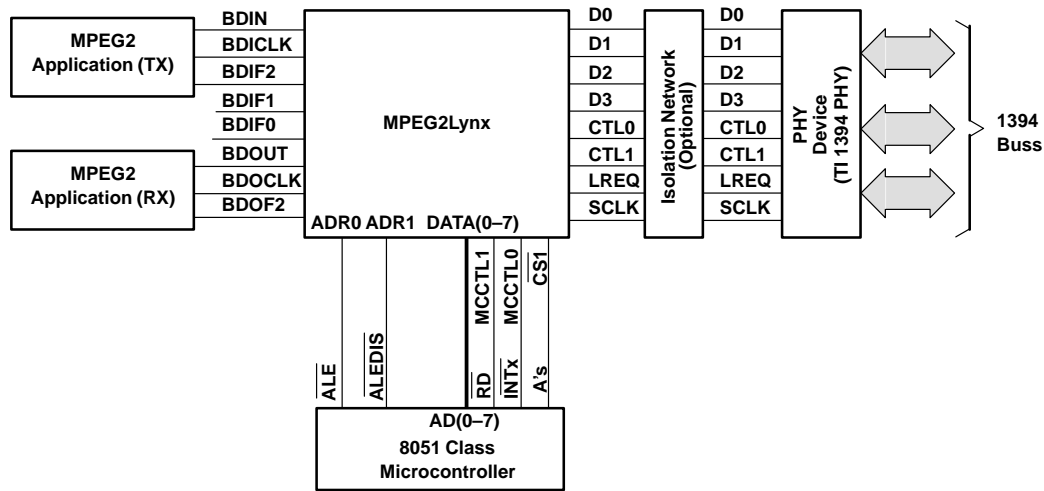 MPEG2
Application (TX)
BDIN
BDICLK
BDIF2
BDIF1
BDIF0
MPEG2
Application (RX)
BDOUT
BDOCLK
BDOF2
MPEG2Lynx
ADR0 ADR1 DATA(0–7)
D0
D1
D2
D3
CTL0
CTL1
LREQ
SCLK
Isolation Network
(Optional)
D0
D1
D2
D3
CTL0
CTL1
LREQ
SCLK
PHY
Device
(TI 1394 PHY)
1394
Buss
MCCTL1
MCCTL0
CS1
ALE
ALEDIS
RD
INTx
A's
AD(0–7)
8051 Class
Microcontroller